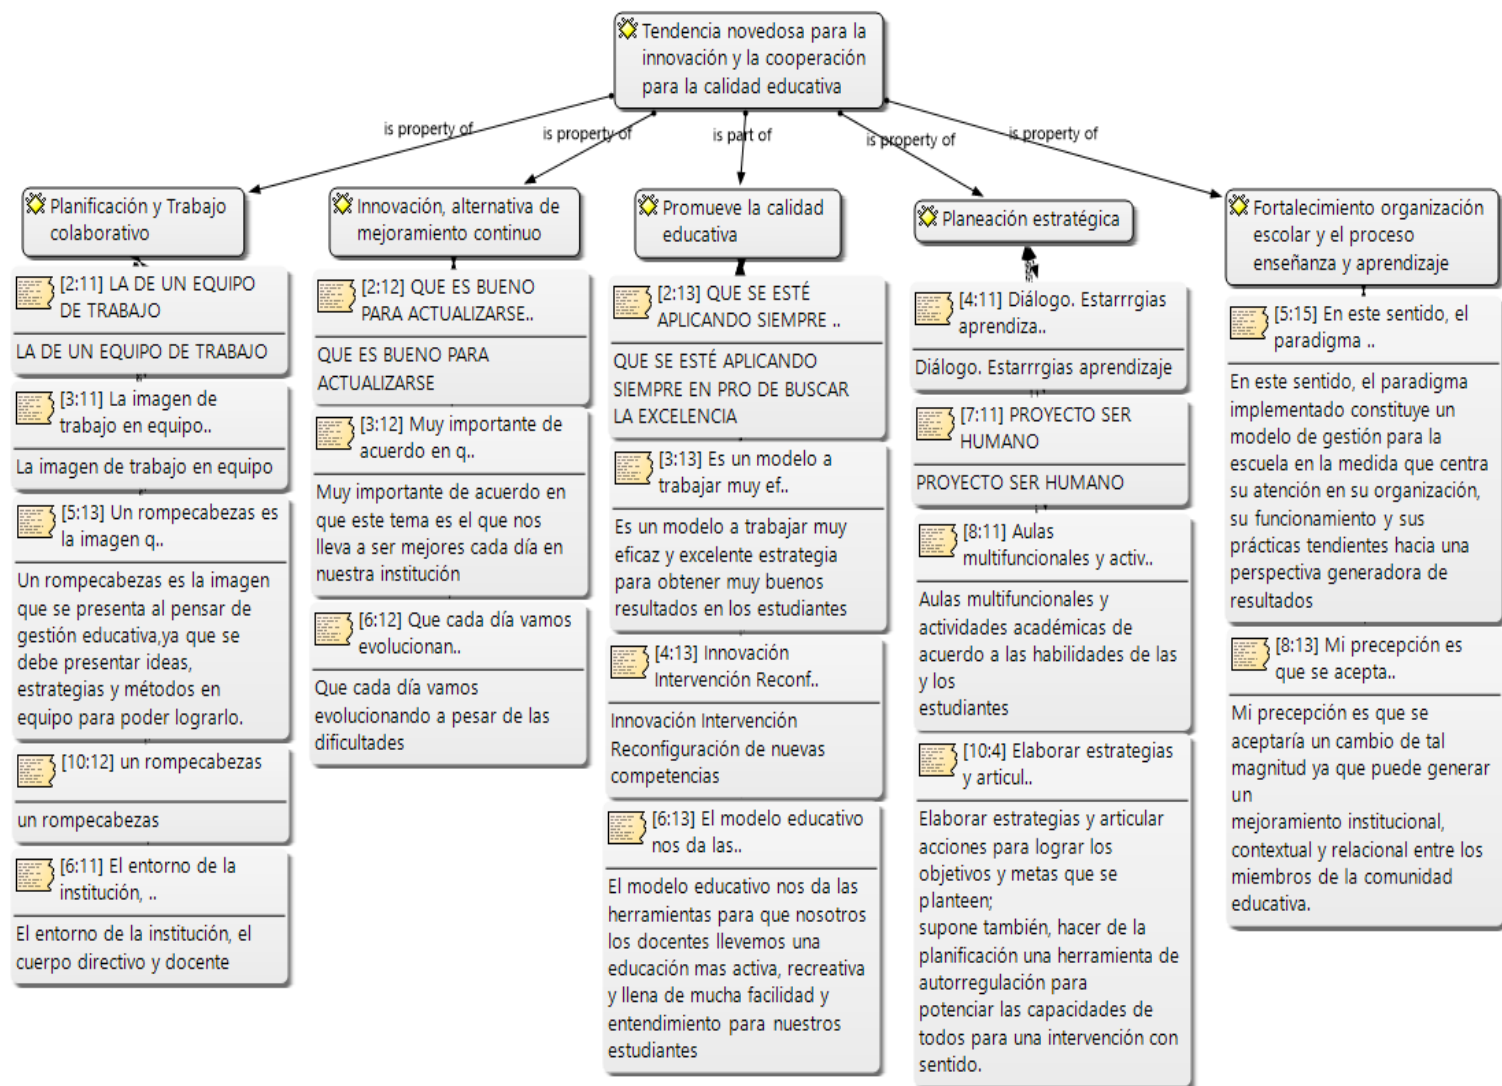 Tendencia novedosa para la
innovación y la cooperación
para la calidad educativa
is property of
is property of
is part of
is property of
is property of
Planificación y Trabajo
colaborativo
[2:11] LA DE UN EQUIPO
DE TRABAJO
LA DE UN EQUIPO DE TRABAJO
[3:11] La imagen de
trabajo en equipo..
La imagen de trabajo en equipo
[5:13] Un rompecabezas es
la imagen q..
Un rompecabezas es la imagen
que se presenta al pensar de
gestión educativa,ya que se
debe presentar ideas,
estrategias y métodos en
equipo para poder lograrlo.
[10:12] un rompecabezas
un rompecabezas
[6:11] El entorno de la
institución, ..
El entorno de la institución, el
cuerpo directivo y docente
Innovación, alternativa de
mejoramiento continuo
[2:12] QUE ES BUENO
PARA ACTUALIZARSE..
QUE ES BUENO PARA
ACTUALIZARSE
[3:12] Muy importante de
acuerdo en q..
Muy importante de acuerdo en
que este tema es el que nos
lleva a ser mejores cada día en
nuestra institución
[6:12] Que cada día vamos
evolucionan..
Que cada día vamos
evolucionando a pesar de las
dificultades
Promueve la calidad
educativa
[2:13] QUE SE ESTÉ
APLICANDO SIEMPRE ..
QUE SE ESTÉ APLICANDO
SIEMPRE EN PRO DE BUSCAR
LA EXCELENCIA
[3:13] Es un modelo a
trabajar muy ef..
Es un modelo a trabajar muy
eficaz y excelente estrategia
para obtener muy buenos
resultados en los estudiantes
[4:13] Innovación
Intervención Reconf..
Innovación Intervención
Reconfiguración de nuevas
competencias
[6:13] El modelo educativo
nos da las..
El modelo educativo nos da las
herramientas para que nosotros
los docentes llevemos una
educación mas activa, recreativa
y llena de mucha facilidad y
entendimiento para nuestros
estudiantes
Planeación estratégica
[4:11] Diálogo. Estarrrgias
aprendiza..
Diálogo. Estarrrgias aprendizaje
[7:11] PROYECTO SER
HUMANO
PROYECTO SER HUMANO
[8:11] Aulas
multifuncionales y activ..
Aulas multifuncionales y
actividades académicas de
acuerdo a las habilidades de las
y los
estudiantes
[10:4] Elaborar estrategias
y articul..
Elaborar estrategias y articular
acciones para lograr los
objetivos y metas que se
planteen;
supone también, hacer de la
planificación una herramienta de
autorregulación para
potenciar las capacidades de
todos para una intervención con
sentido.
Fortalecimiento organización
escolar y el proceso
enseñanza y aprendizaje
[5:15] En este sentido, el
paradigma ..
En este sentido, el paradigma
implementado constituye un
modelo de gestión para la
escuela en la medida que centra
su atención en su organización,
su funcionamiento y sus
prácticas tendientes hacia una
perspectiva generadora de
resultados
[8:13] Mi precepción es
que se acepta..
Mi precepción es que se
aceptaría un cambio de tal
magnitud ya que puede generar
un
mejoramiento institucional,
contextual y relacional entre los
miembros de la comunidad
educativa.